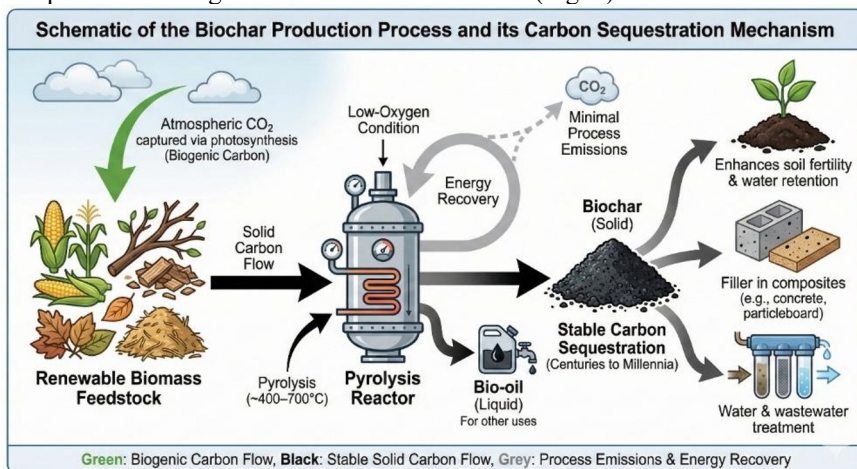 Schematic of the Biochar Production Process and its Carbon Sequestration Mechanism
Atmospheric CO₂
captured via photosynthesis
(Biogenic Carbon)
Low-Oxygen
Condition
CO₂
Minimal
Process
Emissions
Energy
Recovery
Enhances soil fertility
& water retention
Solid
Carbon
Flow
Biochar
(Solid)
Filler in composites
(e.g., concrete,
particleboard)
Stable Carbon
Sequestration
(Centuries to Millennia)
Renewable Biomass
Feedstock
Pyrolysis
(~400–700°C)
Pyrolysis
Reactor
Bio-oil
(Liquid)
For other uses
Water & wastewater
treatment
Green: Biogenic Carbon Flow, Black: Stable Solid Carbon Flow, Grey: Process Emissions & Energy Recovery